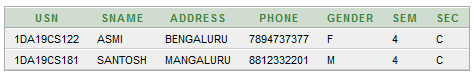 USN SNAME ADDRESS PHONE GENDER SEM SEC
1DA19CS122 ASMI BENGALURU 7894737377 F 4 C
1DA19CS181 SANTOSH MANGALURU 8812332201 M 4 C